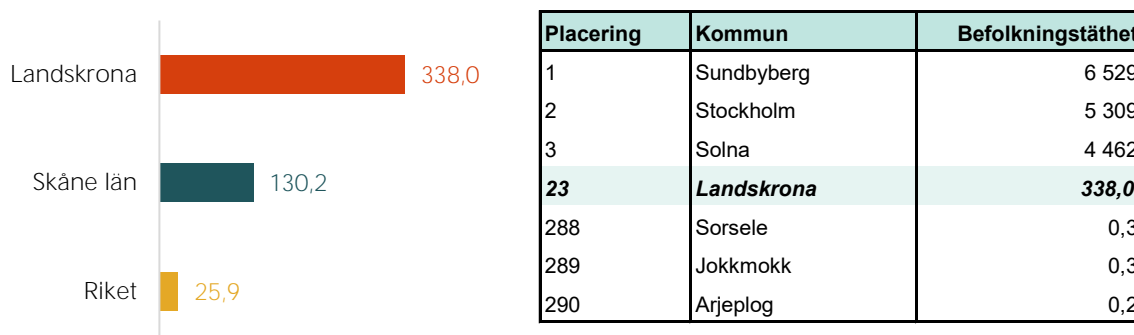 Landskrona 338,0
Skåne län 130,2
Riket 25,9
Placering Kommun Befolkningstäthet
1 Sundbyberg 6 529
2 Stockholm 5 309
3 Solna 4 462
23 Landskrona 338,0
288 Sorsele 0,3
289 Jokkmokk 0,3
290 Arjeplog 0,2